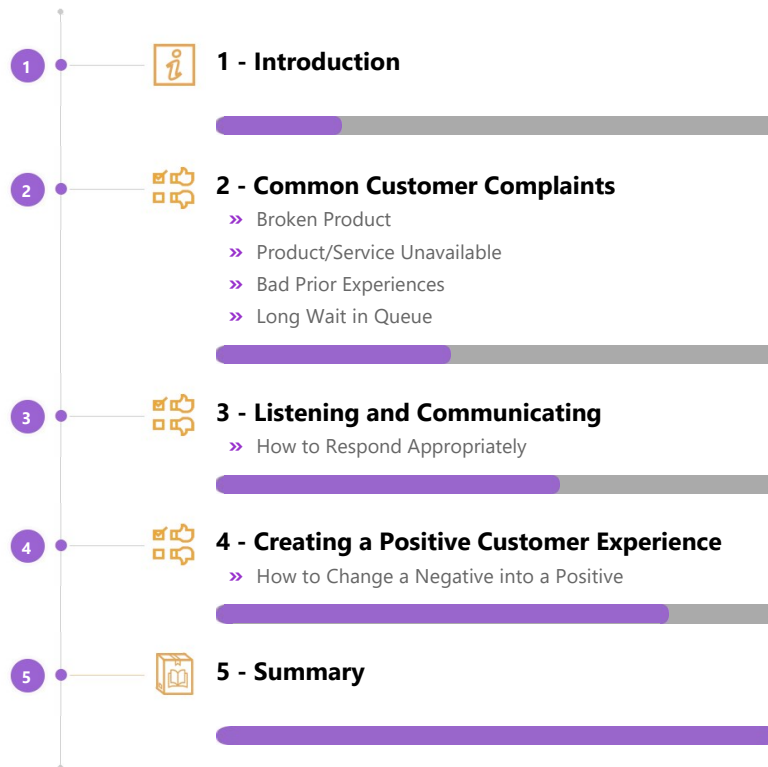 1
1 - Introduction
2
2 - Common Customer Complaints
» Broken Product
» Product/Service Unavailable
» Bad Prior Experiences
» Long Wait in Queue
3
3 - Listening and Communicating
» How to Respond Appropriately
4
4 - Creating a Positive Customer Experience
» How to Change a Negative into a Positive
5
5 - Summary